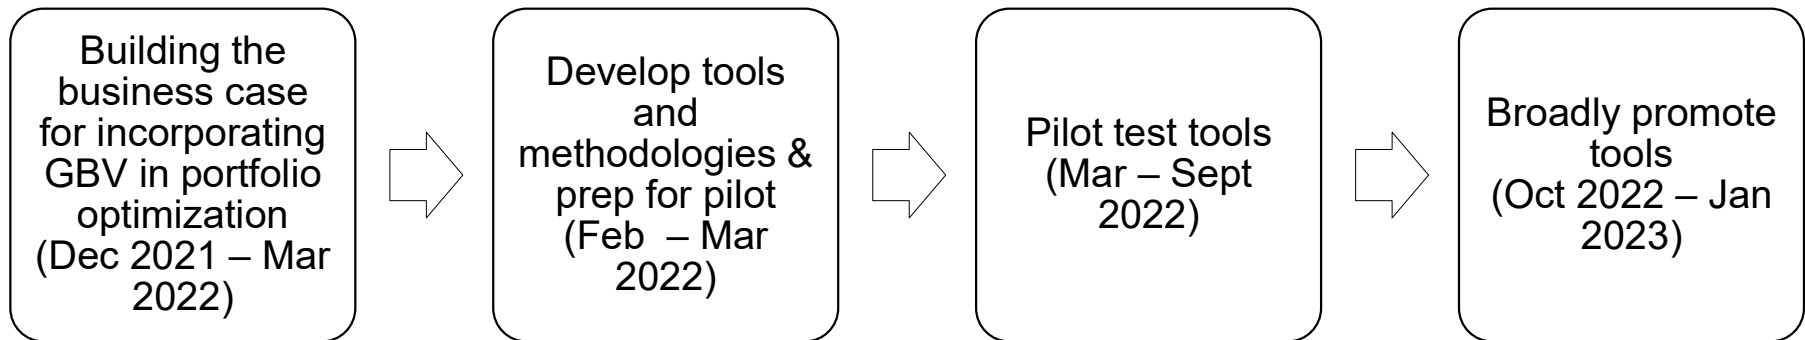 Building the
business case
for incorporating
GBV in portfolio
optimization
(Dec 2021 – Mar
2022)
Develop tools
and
methodologies &
prep for pilot
(Feb – Mar
2022)
Pilot test tools
(Mar – Sept
2022)
Broadly promote
tools
(Oct 2022 – Jan
2023)